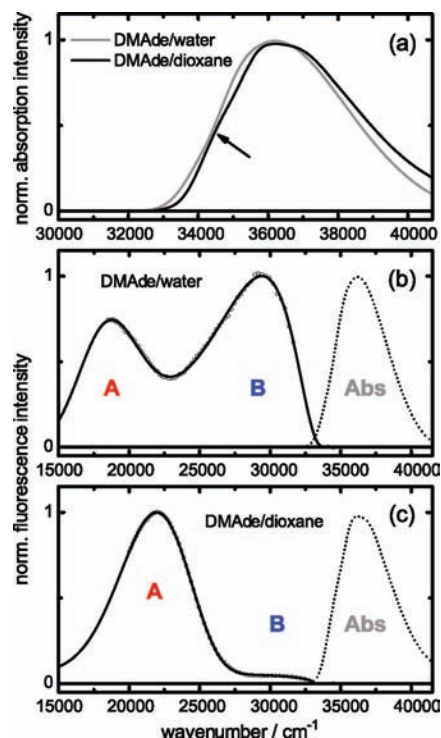 (a)
DMAde/water
DMAde/dioxane
norm. absorption intensity
1
0
30000 32000 34000 36000 38000 40000
(b)
DMAde/water
1
A
B
Abs
0
15000 20000 25000 30000 35000 40000
norm. fluorescence intensity
(c)
DMAde/dioxane
1
A
B
Abs
0
15000 20000 25000 30000 35000 40000
wavenumber / cm⁻¹